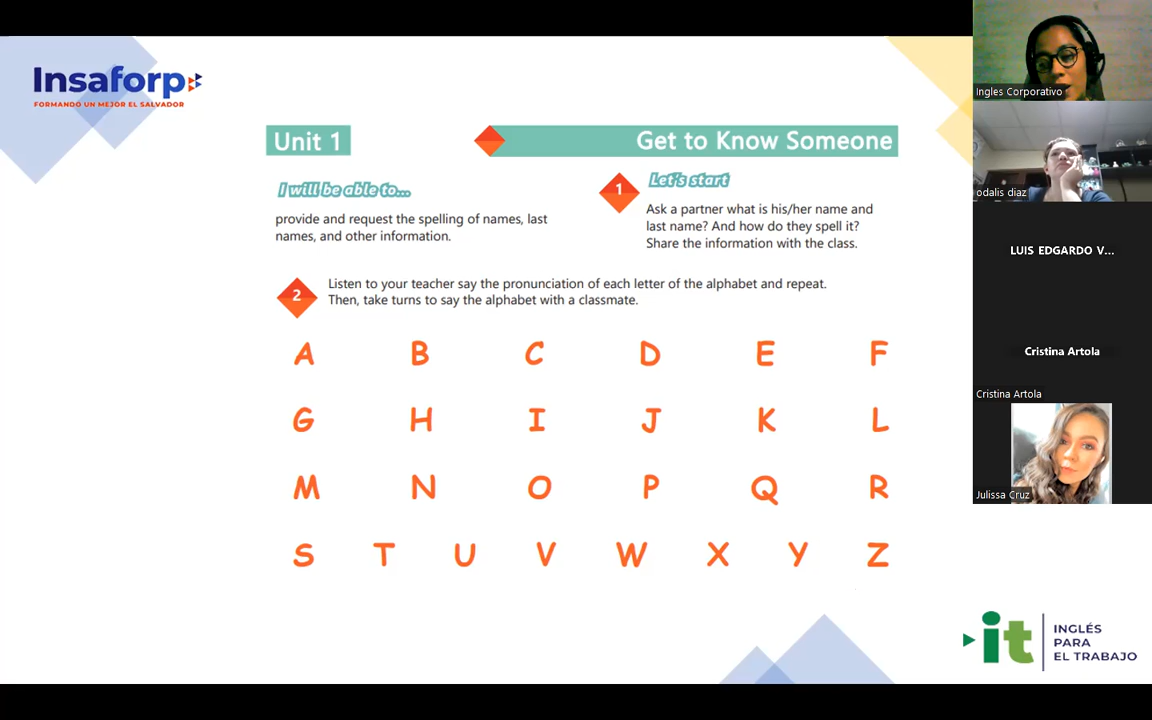 Insaforp
FORMANDO UN MEJOR EL SALVADOR
Unit 1
Get to Know Someone
I will be able to...
provide and request the spelling of names, last
names, and other information.
1
Let's start
Ask a partner what is his/her name and
last name? And how do they spell it?
Share the information with the class.
2
Listen to your teacher say the pronunciation of each letter of the alphabet and repeat.
Then, take turns to say the alphabet with a classmate.
A B C D E F
G H I J K L
M N O P Q R
S T U V W X Y Z
it
INGLÉS
PARA
EL TRABAJO
Ingles Corporativo
odalis diaz
LUIS EDGARDO V...
Cristina Artola
Cristina Artola
Julissa Cruz